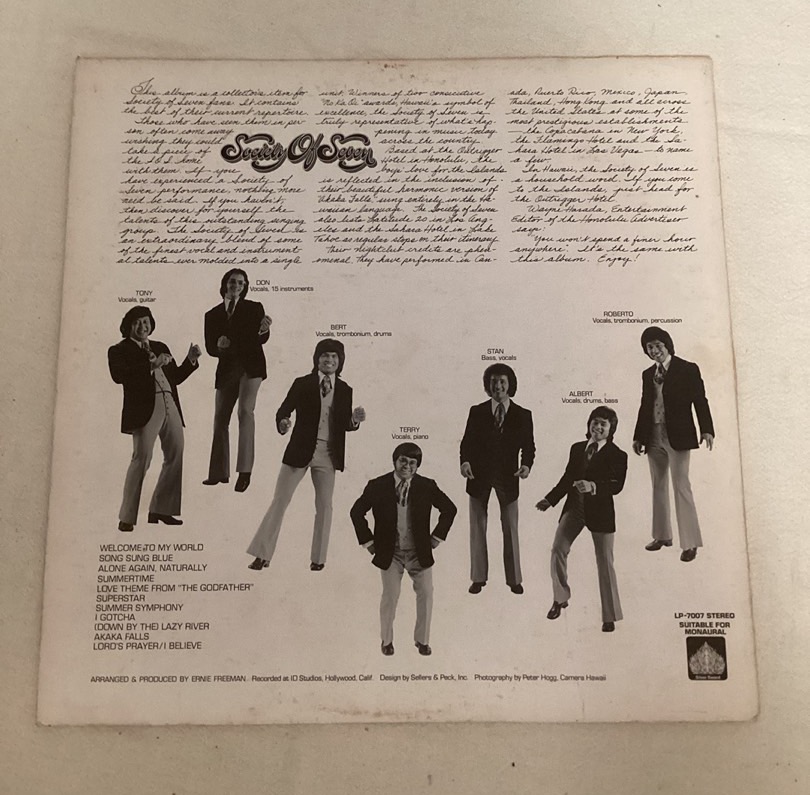 This album is a collector's item for
Society of Seven fans. It contains
the best of their current repertoire.
Those who have seen them in per-
son often come away
wishing they could
take a piece of
the S.O.S. home
with them. If you
have experienced a Society of
Seven performance, nothing more
need be said. If you haven't,
then discover for yourself the
talents of this outstanding singing
group. The Society of Seven is
an extraordinary blend of some
of the finest vocal and instrument-
al talents ever molded into a single
unit. Winners of two consecutive
"Na Ka Oi" awards, Hawaii's symbol of
excellence, the Society of Seven is
truly representative of what's hap-
pening in music today
across the country.
Based at the Outrigger
Hotel in Honolulu, the
boys' love for the Islands
is reflected in the inclusion of
their beautiful harmonic version of
"Akaka Falls," sung entirely in the Ha-
waiian language. The Society of Seven
also lists Latitude 20 in Los Ang-
eles and the Sahara Hotel in Lake
Tahoe as regular stops on their itinerary.
Their nightclub credits are phen-
omenal. They have performed in Can-
ada, Puerto Rico, Mexico, Japan,
Thailand, Hong Kong and all across
the United States at some of the
most prestigious establishments
—the Copacabana in New York,
the Flamingo Hotel and the Sa-
hara Hotel in Las Vegas — to name
a few.
In Hawaii, the Society of Seven is
a household word. If you come
to the Islands, just head for
the Outrigger Hotel.
Wayne Harada, Entertainment
Editor of the Honolulu Advertiser
says:
"You won't spend a finer hour
anywhere." It's the same with
this album. Enjoy!
Society Of Seven
TONY
Vocals, guitar
DON
Vocals, 15 instruments
BERT
Vocals, trombonium, drums
TERRY
Vocals, piano
STAN
Bass, vocals
ALBERT
Vocals, drums, bass
ROBERTO
Vocals, trombonium, percussion
WELCOME TO MY WORLD
SONG SUNG BLUE
ALONE AGAIN, NATURALLY
SUMMERTIME
LOVE THEME FROM "THE GODFATHER"
SUPERSTAR
SUMMER SYMPHONY
I GOTCHA
(DOWN BY THE) LAZY RIVER
AKAKA FALLS
LORD'S PRAYER/I BELIEVE
LP-7007 STEREO
SUITABLE FOR
MONAURAL
ARRANGED & PRODUCED BY ERNIE FREEMAN. Recorded at ID Studios, Hollywood, Calif. Design by Sellers & Peck, Inc. Photography by Peter Hogg, Camera Hawaii